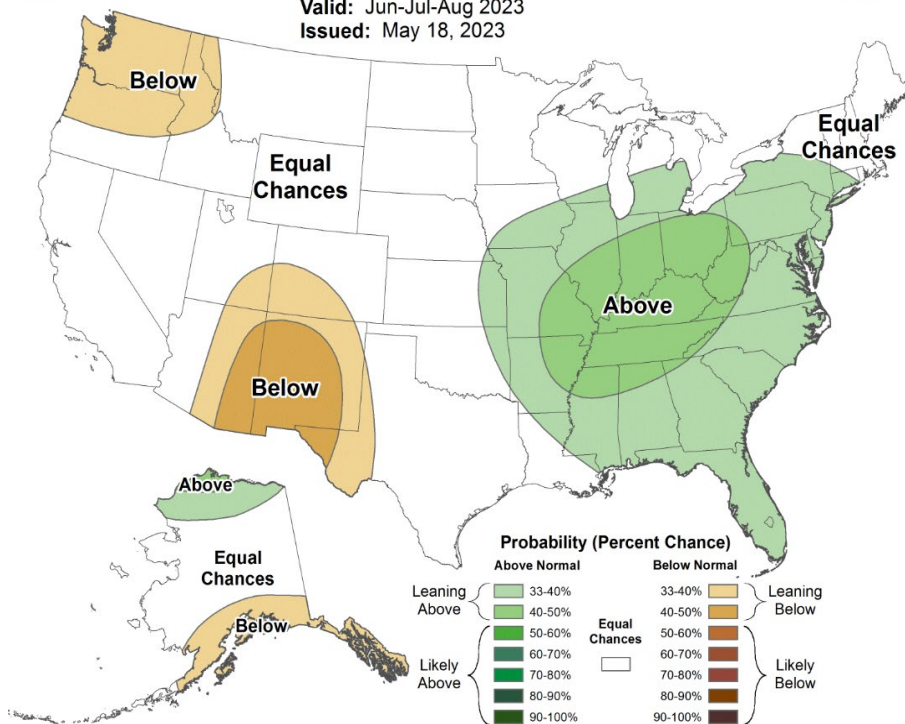 Valid: Jun-Jul-Aug 2023
Issued: May 18, 2023
Below
Equal
Chances
Equal
Chances
Above
Below
Above
Equal
Chances
Below
Probability (Percent Chance)
Above Normal
Below Normal
Leaning
Above
33-40%
40-50%
50-60%
60-70%
70-80%
80-90%
90-100%
Likely
Above
Equal
Chances
33-40%
40-50%
50-60%
60-70%
70-80%
80-90%
90-100%
Leaning
Below
Likely
Below